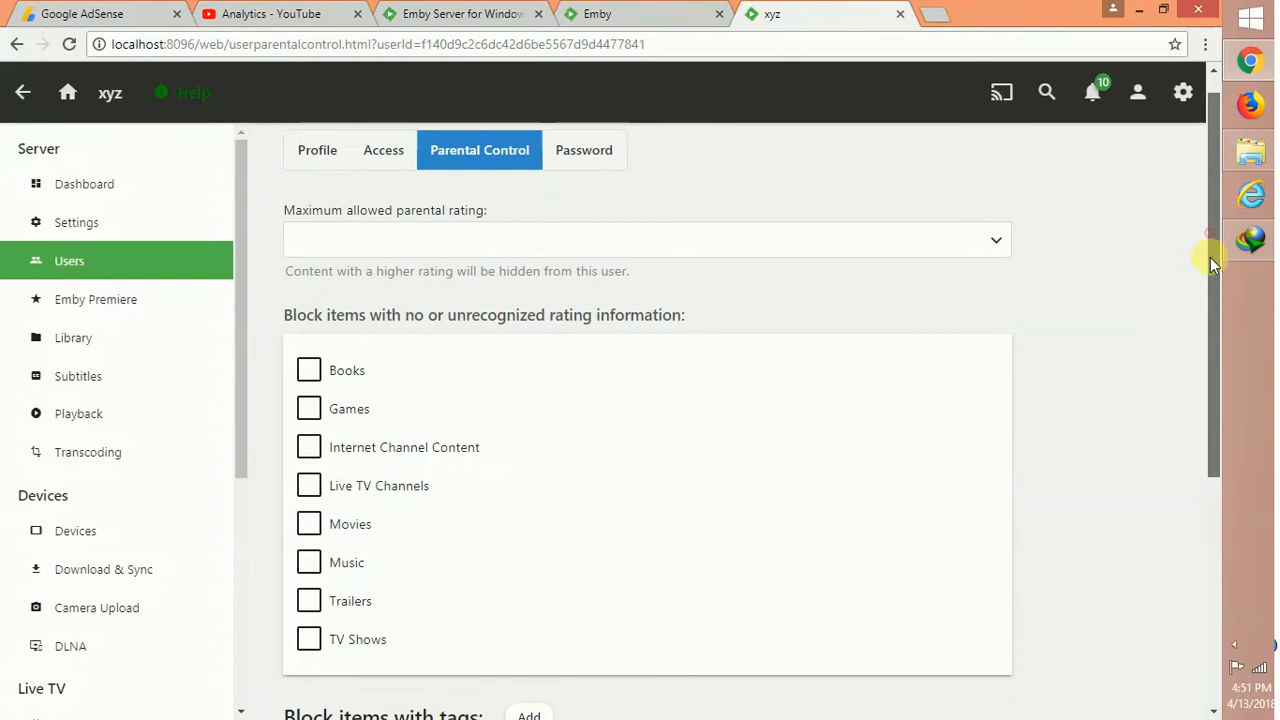 Google AdSense
Analytics - YouTube
Emby Server for Window
Emby
xyz
localhost:8096/web/userparentalcontrol.html?userId=f140d9c2c6dc42d6be5567d9d4477841
xyz
Help
10
Server
Dashboard
Settings
Users
Emby Premiere
Library
Subtitles
Playback
Transcoding
Devices
Devices
Download & Sync
Camera Upload
DLNA
Live TV
Profile
Access
Parental Control
Password
Maximum allowed parental rating:
Content with a higher rating will be hidden from this user.
Block items with no or unrecognized rating information:
Books
Games
Internet Channel Content
Live TV Channels
Movies
Music
Trailers
TV Shows
Block items with tags:
Add
4:51 PM
4/13/2018